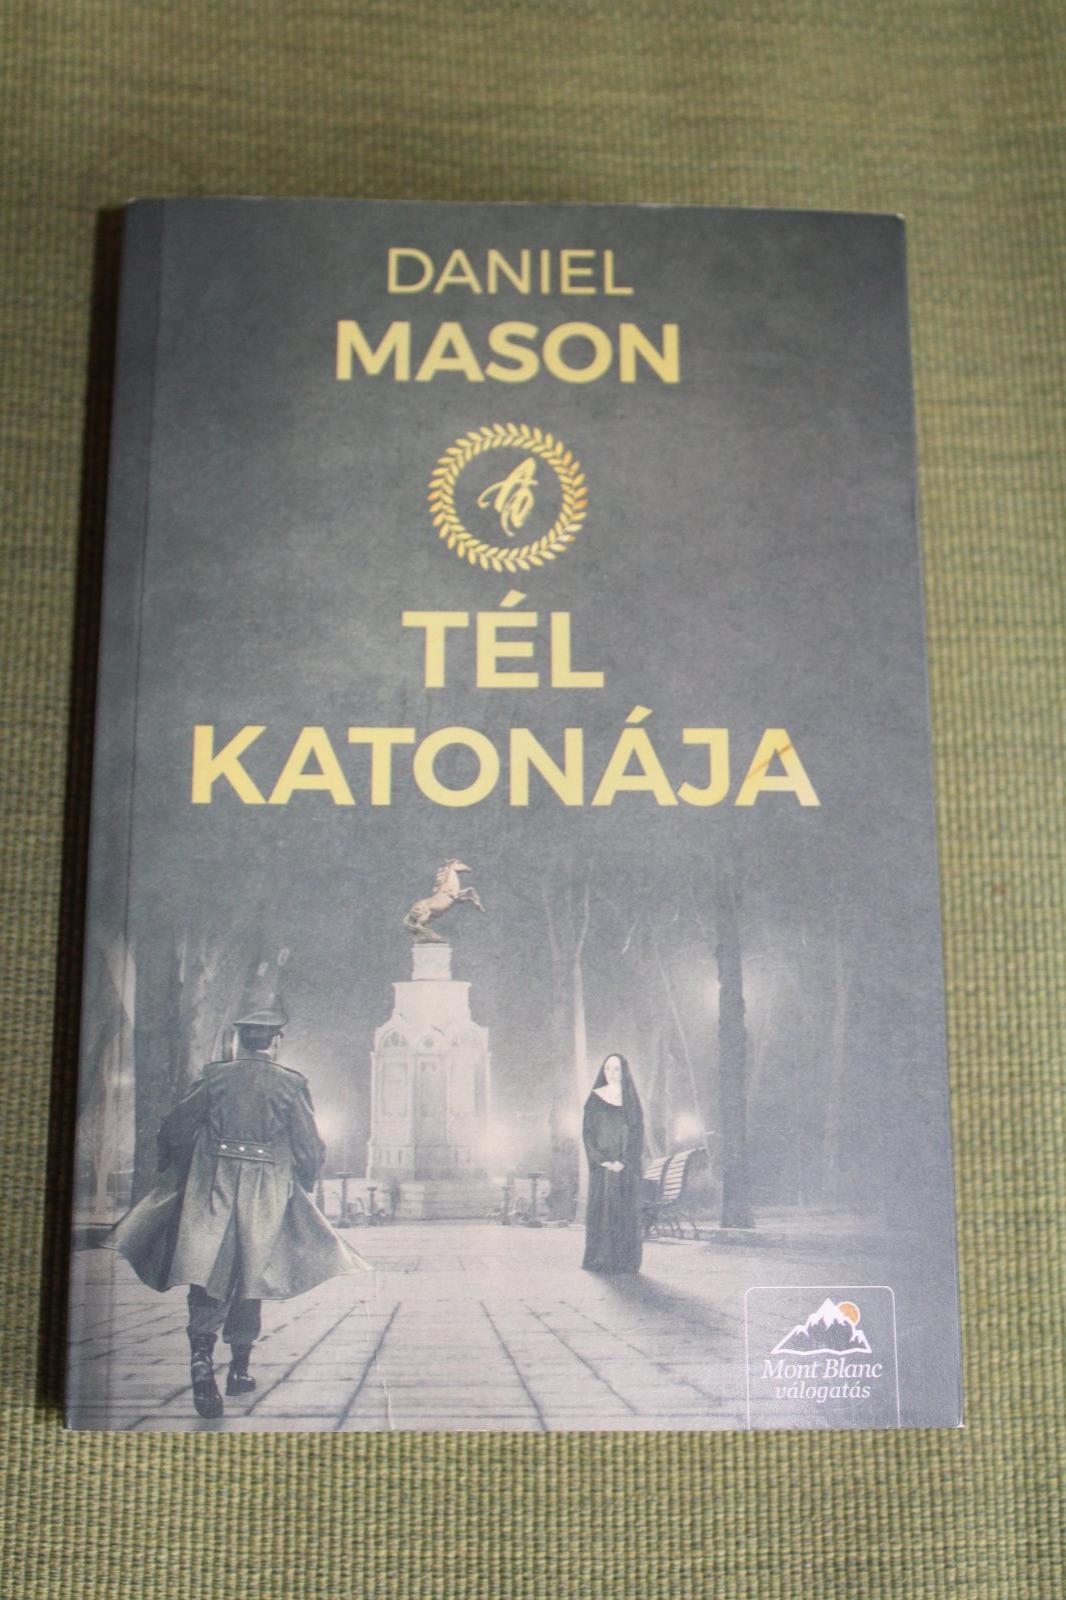 DANIEL
MASON
A
TÉL
KATONÁJA
Mont Blanc
válogatás